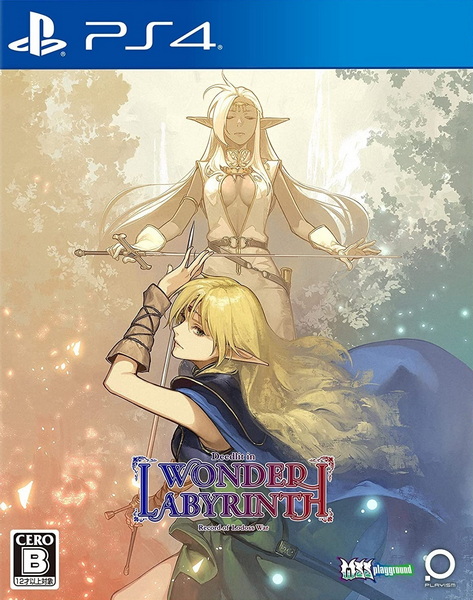 PS4
Deedlit in
WONDER
LABYRINTH
Record of Lodoss War
CERO
B
12才以上対象
WSS playground
PLAYISM